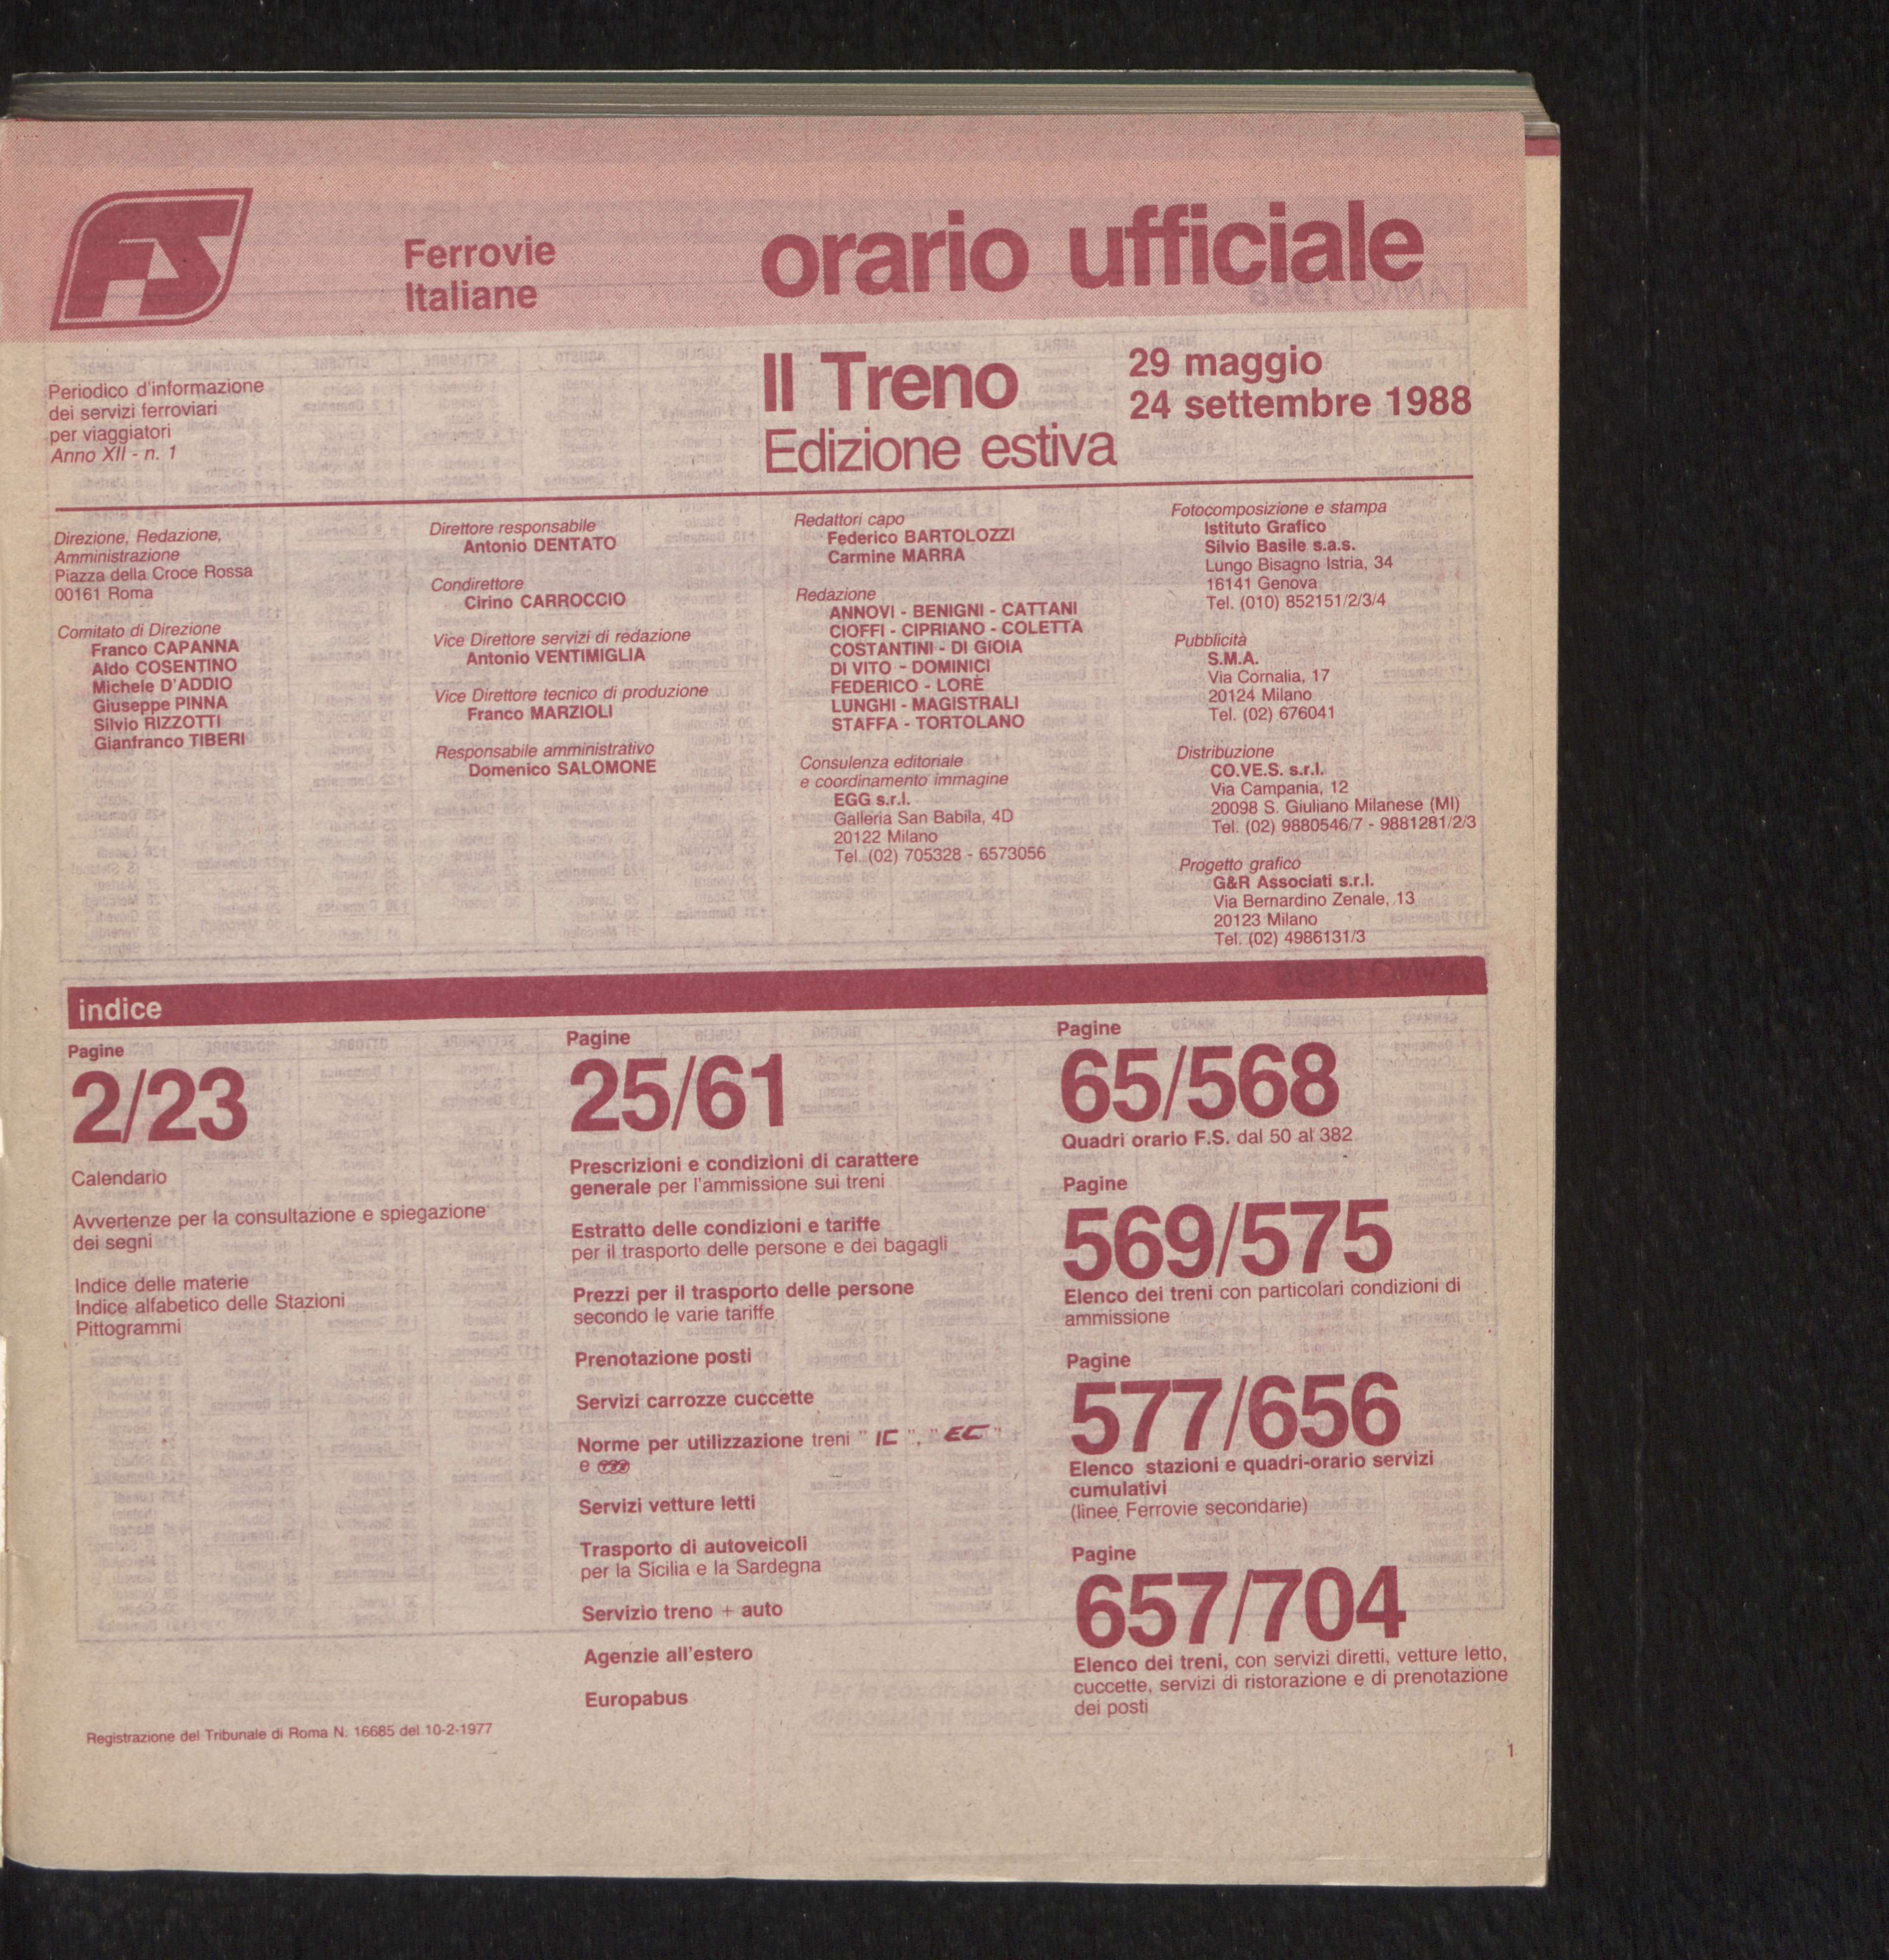 FS
Ferrovie
Italiane
orario ufficiale
Il Treno
Edizione estiva
29 maggio
24 settembre 1988
Periodico d'informazione
dei servizi ferroviari
per viaggiatori
Anno XII - n. 1
Direzione, Redazione,
Amministrazione
Piazza della Croce Rossa
00161 Roma
Comitato di Direzione
Franco CAPANNA
Aldo COSENTINO
Michele D'ADDIO
Giuseppe PINNA
Silvio RIZZOTTI
Gianfranco TIBERI
Direttore responsabile
Antonio DENTATO
Condirettore
Cirino CARROCCIO
Vice Direttore servizi di redazione
Antonio VENTIMIGLIA
Vice Direttore tecnico di produzione
Franco MARZIOLI
Responsabile amministrativo
Domenico SALOMONE
Redattori capo
Federico BARTOLOZZI
Carmine MARRA
Redazione
ANNOVI - BENIGNI - CATTANI
CIOFFI - CIPRIANO - COLETTA
COSTANTINI - DI GIOIA
DI VITO - DOMINICI
FEDERICO - LORÈ
LUNGHI - MAGISTRALI
STAFFA - TORTOLANO
Consulenza editoriale
e coordinamento immagine
EGG s.r.l.
Galleria San Babila, 4D
20122 Milano
Tel. (02) 705328 - 6573056
Fotocomposizione e stampa
Istituto Grafico
Silvio Basile s.a.s.
Lungo Bisagno Istria, 34
16141 Genova
Tel. (010) 852151/2/3/4
Pubblicità
S.M.A.
Via Cornalia, 17
20124 Milano
Tel. (02) 676041
Distribuzione
CO.VE.S. s.r.l.
Via Campania, 12
20098 S. Giuliano Milanese (MI)
Tel. (02) 9880546/7 - 9881281/2/3
Progetto grafico
G&R Associati s.r.l.
Via Bernardino Zenale, 13
20123 Milano
Tel. (02) 4986131/3
indice
Pagine
2/23
Calendario
Avvertenze per la consultazione e spiegazione
dei segni
Indice delle materie
Indice alfabetico delle Stazioni
Pittogrammi
Pagine
25/61
Prescrizioni e condizioni di carattere
generale per l'ammissione sui treni
Estratto delle condizioni e tariffe
per il trasporto delle persone e dei bagagli
Prezzi per il trasporto delle persone
secondo le varie tariffe
Prenotazione posti
Servizi carrozze cuccette
Norme per utilizzazione treni " IC ", " EC "
e
Servizi vetture letti
Trasporto di autoveicoli
per la Sicilia e la Sardegna
Servizio treno + auto
Agenzie all'estero
Europabus
Pagine
65/568
Quadri orario F.S. dal 50 al 382
Pagine
569/575
Elenco dei treni con particolari condizioni di
ammissione
Pagine
577/656
Elenco stazioni e quadri-orario servizi
cumulativi
(linee Ferrovie secondarie)
Pagine
657/704
Elenco dei treni, con servizi diretti, vetture letto,
cuccette, servizi di ristorazione e di prenotazione
dei posti
Registrazione del Tribunale di Roma N. 16685 del 10-2-1977
1